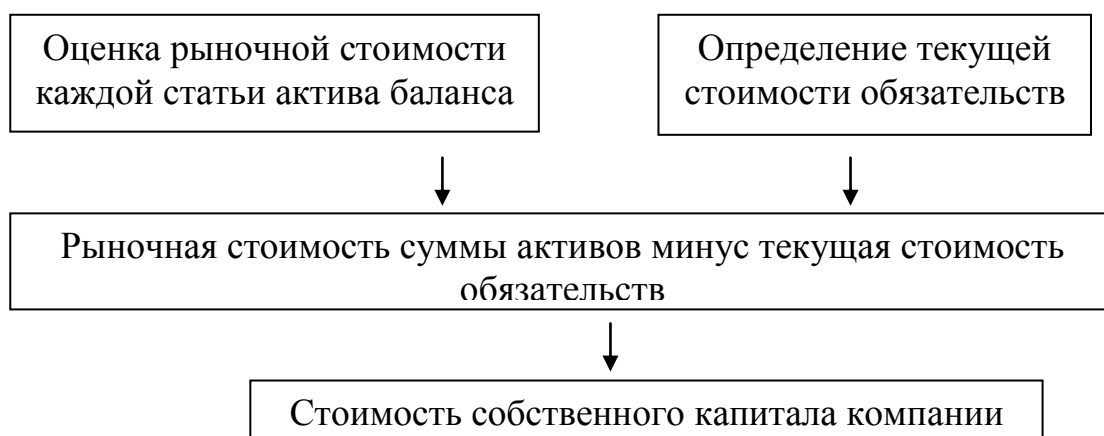 Оценка рыночной стоимости
каждой статьи актива баланса
Определение текущей
стоимости обязательств
Рыночная стоимость суммы активов минус текущая стоимость
обязательств
Стоимость собственного капитала компании